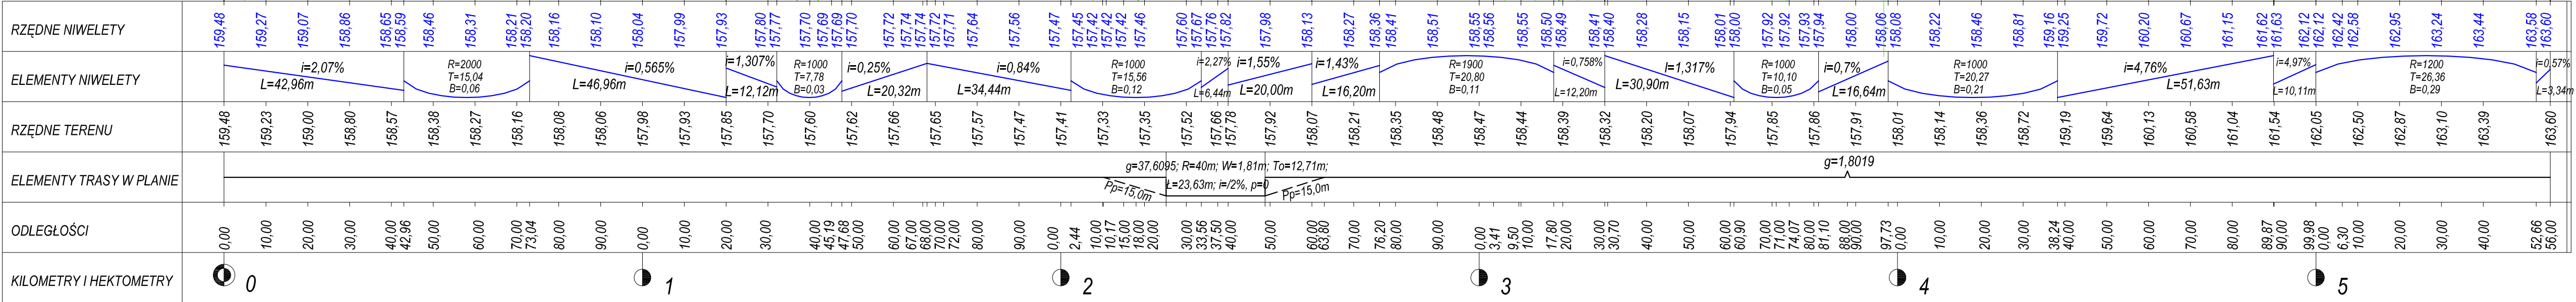 RZĘDNE NIWELETY
159,48 159,27 159,07 158,86 158,65 158,59 158,46 158,31 158,21 158,20 158,16 158,10 158,04 157,99 157,93 157,80 157,77 157,70 157,69 157,69 157,70 157,72 157,74 157,74 157,72 157,71 157,64 157,56 157,47 157,45 157,42 157,42 157,42 157,46 157,60 157,67 157,76 157,82 157,98 158,13 158,27 158,36 158,41 158,51 158,55 158,56 158,55 158,50 158,49 158,41 158,40 158,28 158,15 158,01 158,00 157,92 157,92 157,93 157,94 158,00 158,06 158,08 158,22 158,46 158,81 159,16 159,25 159,72 160,20 160,67 161,15 161,62 161,63 162,12 162,12 162,42 162,58 162,95 163,24 163,44 163,58 163,60
ELEMENTY NIWELETY
i=2,07%
L=42,96m
R=2000
T=15,04
B=0,06
i=0,565%
L=46,96m
i=1,307%
L=12,12m
R=1000
T=7,78
B=0,03
i=0,25%
L=20,32m
i=0,84%
L=34,44m
R=1000
T=15,56
B=0,12
i=2,27%
L=6,44m
i=1,55%
L=20,00m
i=1,43%
L=16,20m
R=1900
T=20,80
B=0,11
i=0,758%
L=12,20m
i=1,317%
L=30,90m
R=1000
T=10,10
B=0,05
i=0,7%
L=16,64m
R=1000
T=20,27
B=0,21
i=4,76%
L=51,63m
i=4,97%
L=10,11m
R=1200
T=26,36
B=0,29
i=0,57%
L=3,34m
RZĘDNE TERENU
159,48 159,23 159,00 158,80 158,57 158,38 158,27 158,16 158,08 158,06 157,98 157,93 157,85 157,70 157,60 157,62 157,66 157,65 157,57 157,47 157,41 157,33 157,35 157,52 157,66 157,78 157,92 158,07 158,21 158,35 158,48 158,47 158,44 158,39 158,32 158,20 158,07 157,94 157,85 157,86 157,91 158,01 158,14 158,36 158,72 159,19 159,64 160,13 160,58 161,04 161,54 162,05 162,50 162,87 163,10 163,39 163,60
ELEMENTY TRASY W PLANIE
g=37,6095; R=40m; W=1,81m; To=12,71m;
Pp=15,0m
L=23,63m; i=/2%, p=0
Pp=15,0m
g=1,8019
ODLEGŁOŚCI
0,00 10,00 20,00 30,00 40,00 42,96 50,00 60,00 70,00 73,04 80,00 90,00 0,00 10,00 20,00 30,00 40,00 45,19 47,68 50,00 60,00 67,00 68,00 70,00 72,00 80,00 90,00 0,00 2,44 10,00 10,17 15,00 18,00 20,00 30,00 33,56 37,50 40,00 50,00 60,00 63,80 70,00 76,20 80,00 90,00 0,00 3,41 9,50 10,00 17,80 20,00 30,00 30,70 40,00 50,00 60,00 60,90 70,00 71,00 74,07 80,00 81,10 88,00 90,00 97,73 0,00 10,00 20,00 30,00 38,24 40,00 50,00 60,00 70,00 80,00 89,87 90,00 99,98 0,00 6,30 10,00 20,00 30,00 40,00 52,66 56,00
KILOMETRY I HEKTOMETRY
0 1 2 3 4 5